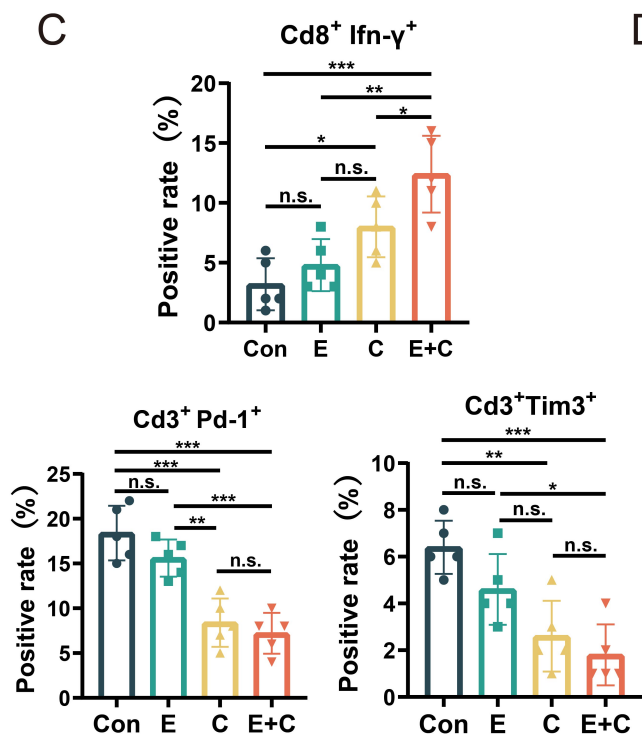 C
Cd8⁺ Ifn-γ⁺
***
**
*
*
n.s.
n.s.
Positive rate (%)
20
15
10
5
0
Con E C E+C
Cd3⁺ Pd-1⁺
***
***
n.s.
***
**
n.s.
Positive rate (%)
25
20
15
10
5
0
Con E C E+C
Cd3⁺Tim3⁺
***
**
n.s.
*
n.s.
n.s.
Positive rate (%)
10
8
6
4
2
0
Con E C E+C